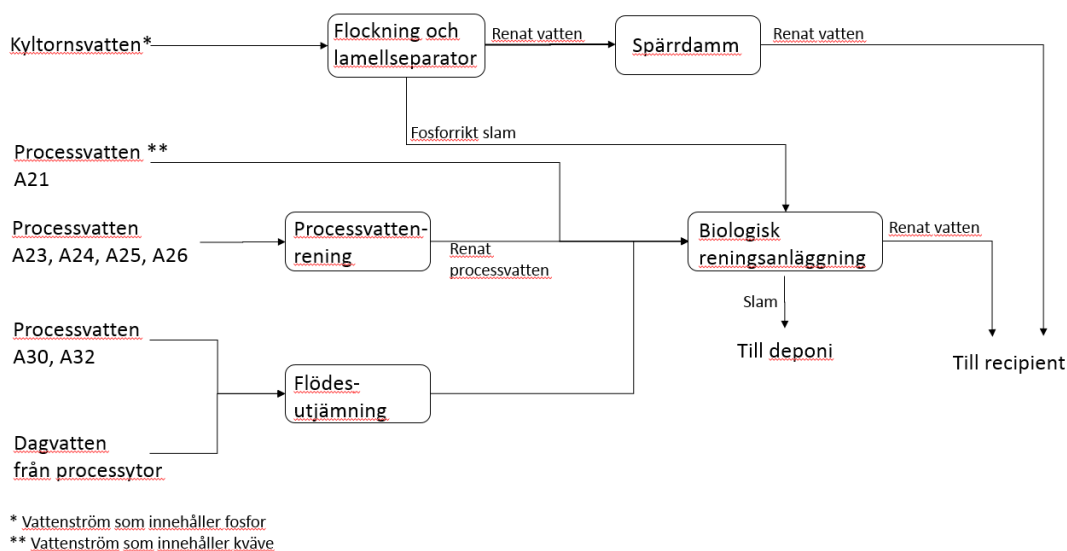 Kyltornsvatten*
Flockning och
lamellseparator
Renat vatten
Spärrdamm
Renat vatten
Fosforrikt slam
Processvatten **
A21
Processvatten
A23, A24, A25, A26
Processvatten-
rening
Renat
processvatten
Biologisk
reningsanläggning
Renat vatten
Slam
Till deponi
Till recipient
Processvatten
A30, A32
Flödes-
utjämning
Dagvatten
från processytor
* Vattenström som innehåller fosfor
** Vattenström som innehåller kväve